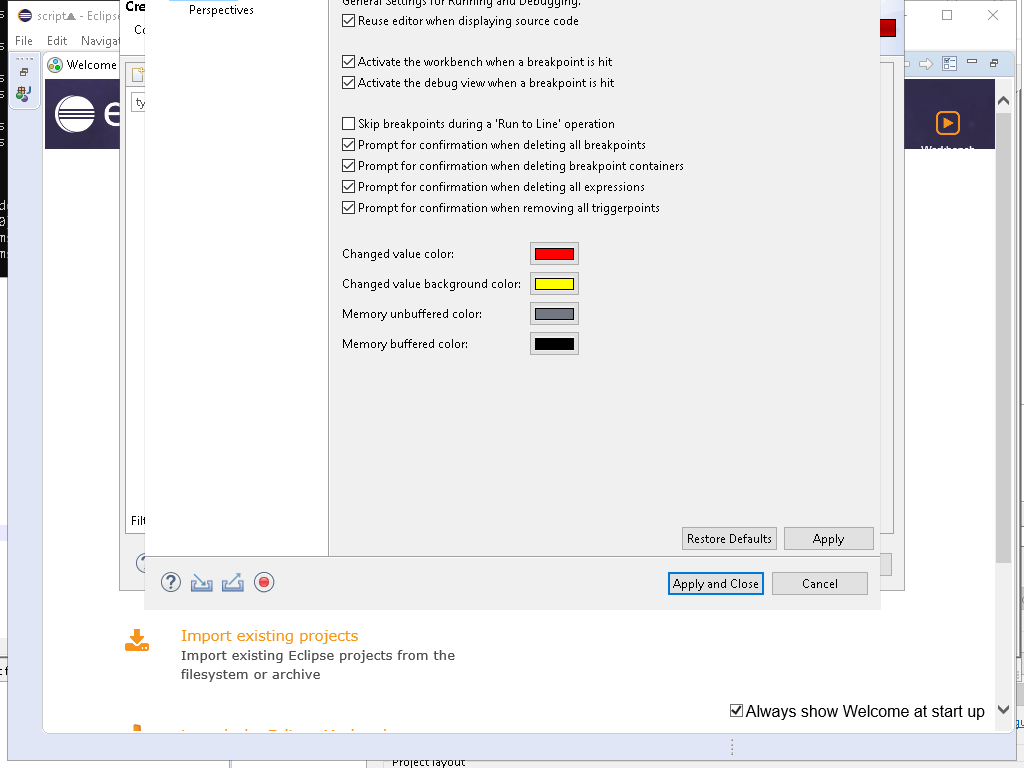 script - Eclipse
Cre
Perspectives
General Settings for Running and Debugging.
Reuse editor when displaying source code
File Edit Navigat
Welcome
Activate the workbench when a breakpoint is hit
Activate the debug view when a breakpoint is hit
ty
e
Skip breakpoints during a 'Run to Line' operation
Prompt for confirmation when deleting all breakpoints
Workbench
Prompt for confirmation when deleting breakpoint containers
Prompt for confirmation when deleting all expressions
Prompt for confirmation when removing all triggerpoints
Changed value color:
Changed value background color:
Memory unbuffered color:
Memory buffered color:
Filt
Restore Defaults Apply
Apply and Close Cancel
Import existing projects
Import existing Eclipse projects from the
filesystem or archive
Always show Welcome at start up
Project layout